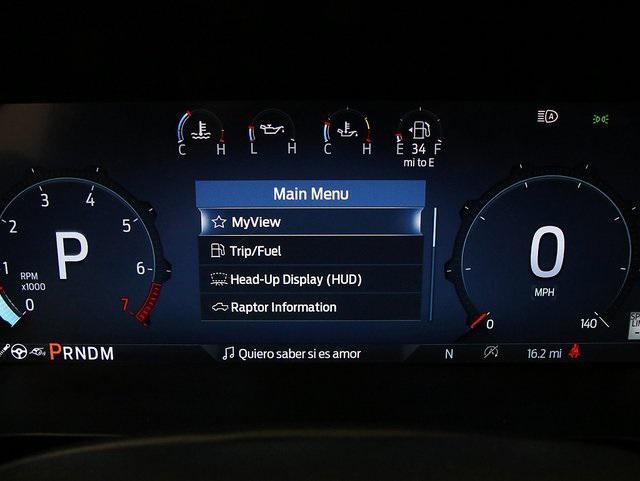 C H L H C H E 34 F
mi to E
Main Menu
MyView
Trip/Fuel
Head-Up Display (HUD)
Raptor Information
0 1 2 3 4 5 6 7
RPM
x1000
P
0
MPH
0 140
PRNDM
Quiero saber si es amor
N
16.2 mi